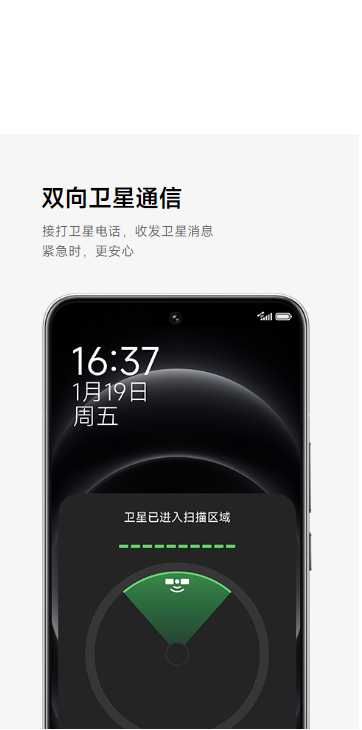 双向卫星通信
接打卫星电话，收发卫星消息
紧急时，更安心
16:37
1月19日
周五
卫星已进入扫描区域